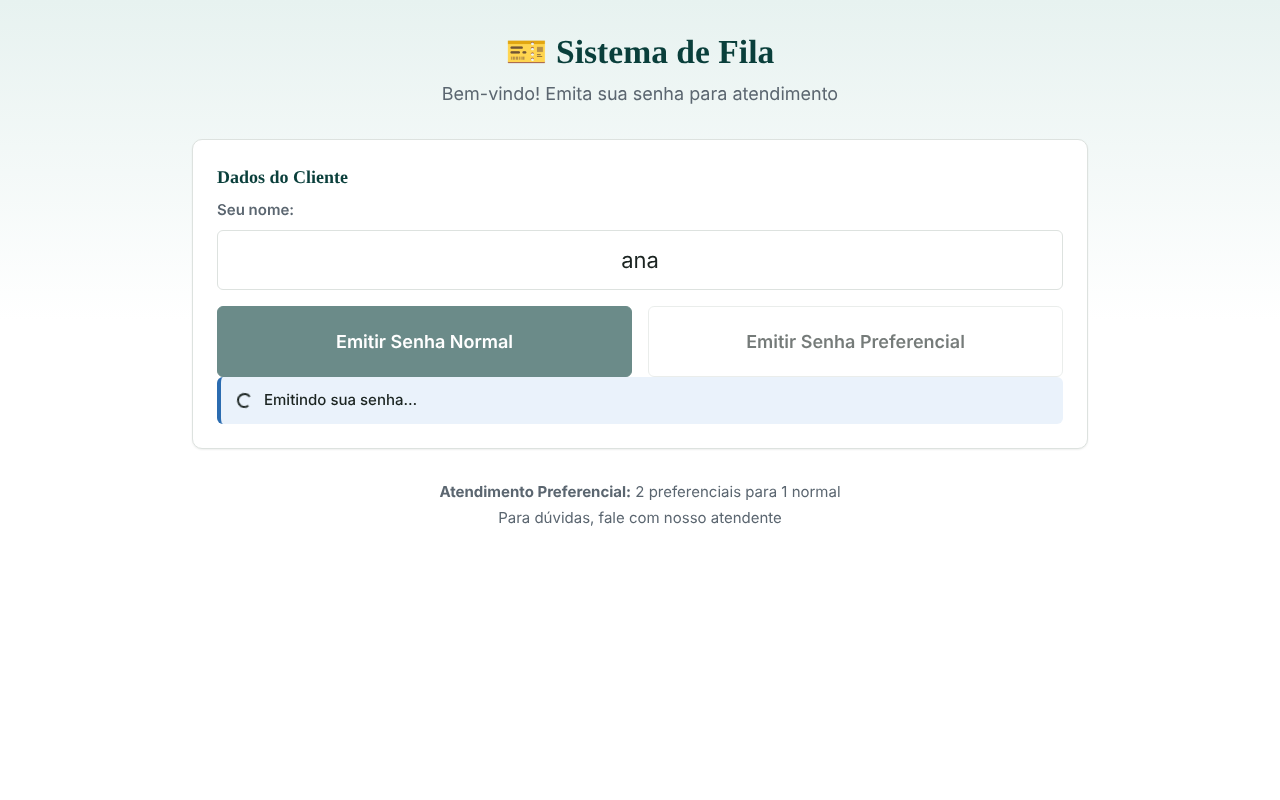 Sistema de Fila
Bem-vindo! Emita sua senha para atendimento
Dados do Cliente
Seu nome:
ana
Emitir Senha Normal
Emitir Senha Preferencial
Emitindo sua senha...
Atendimento Preferencial: 2 preferenciais para 1 normal
Para dúvidas, fale com nosso atendente